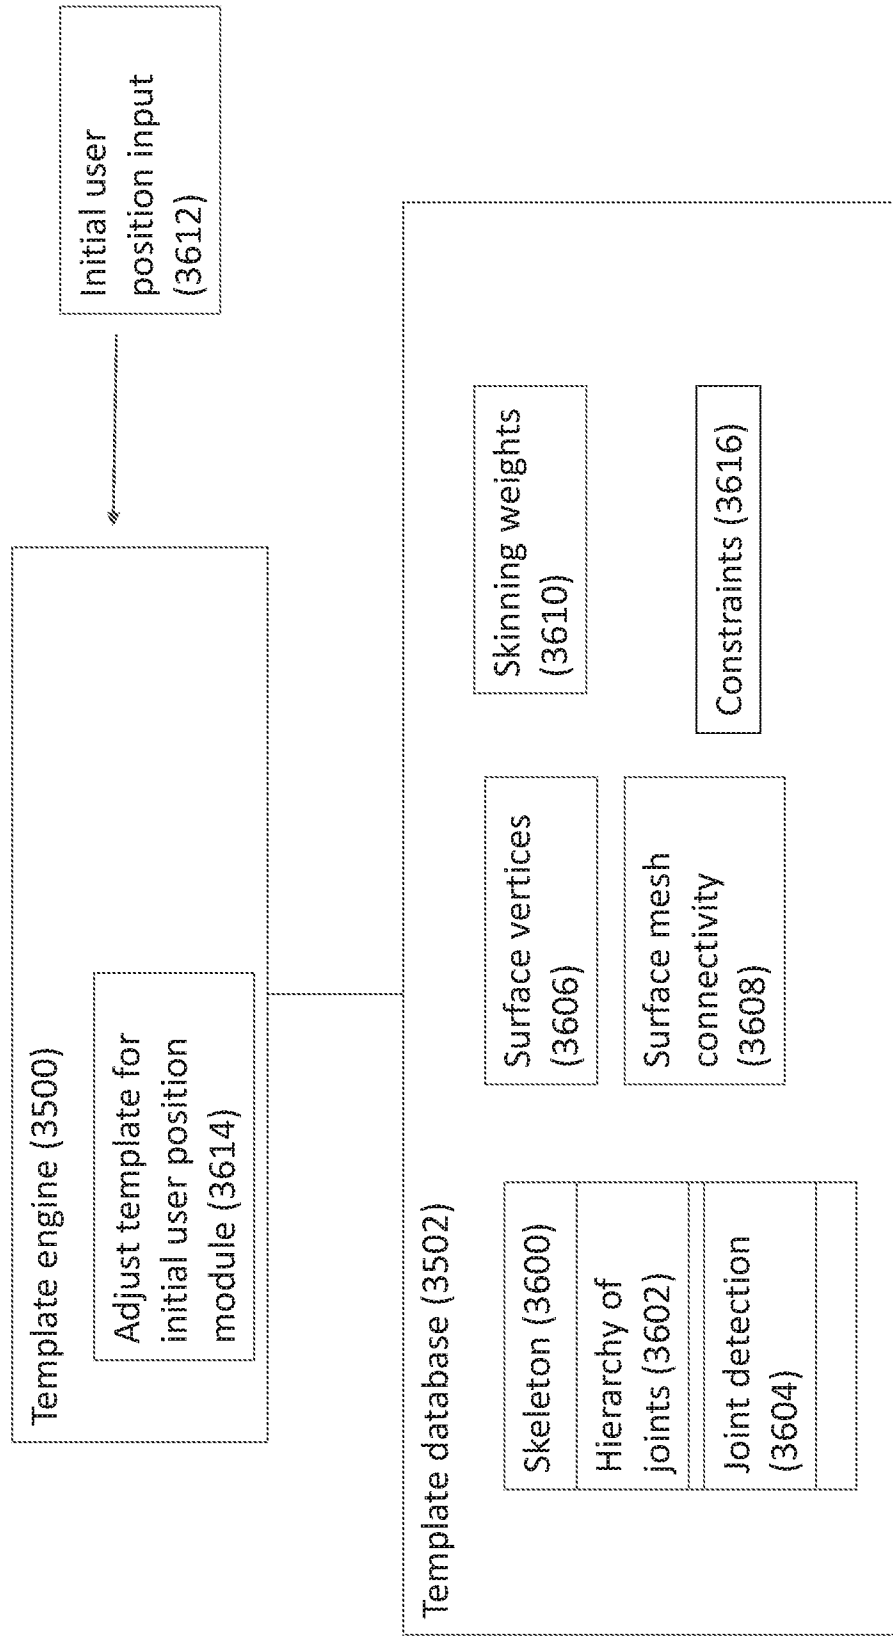 Template engine (3500)
Adjust template for
initial user position
module (3614)
Initial user
position input
(3612)
Template database (3502)
Skeleton (3600)
Hierarchy of
joints (3602)
Joint detection
(3604)
Surface vertices
(3606)
Surface mesh
connectivity
(3608)
Skinning weights
(3610)
Constraints (3616)